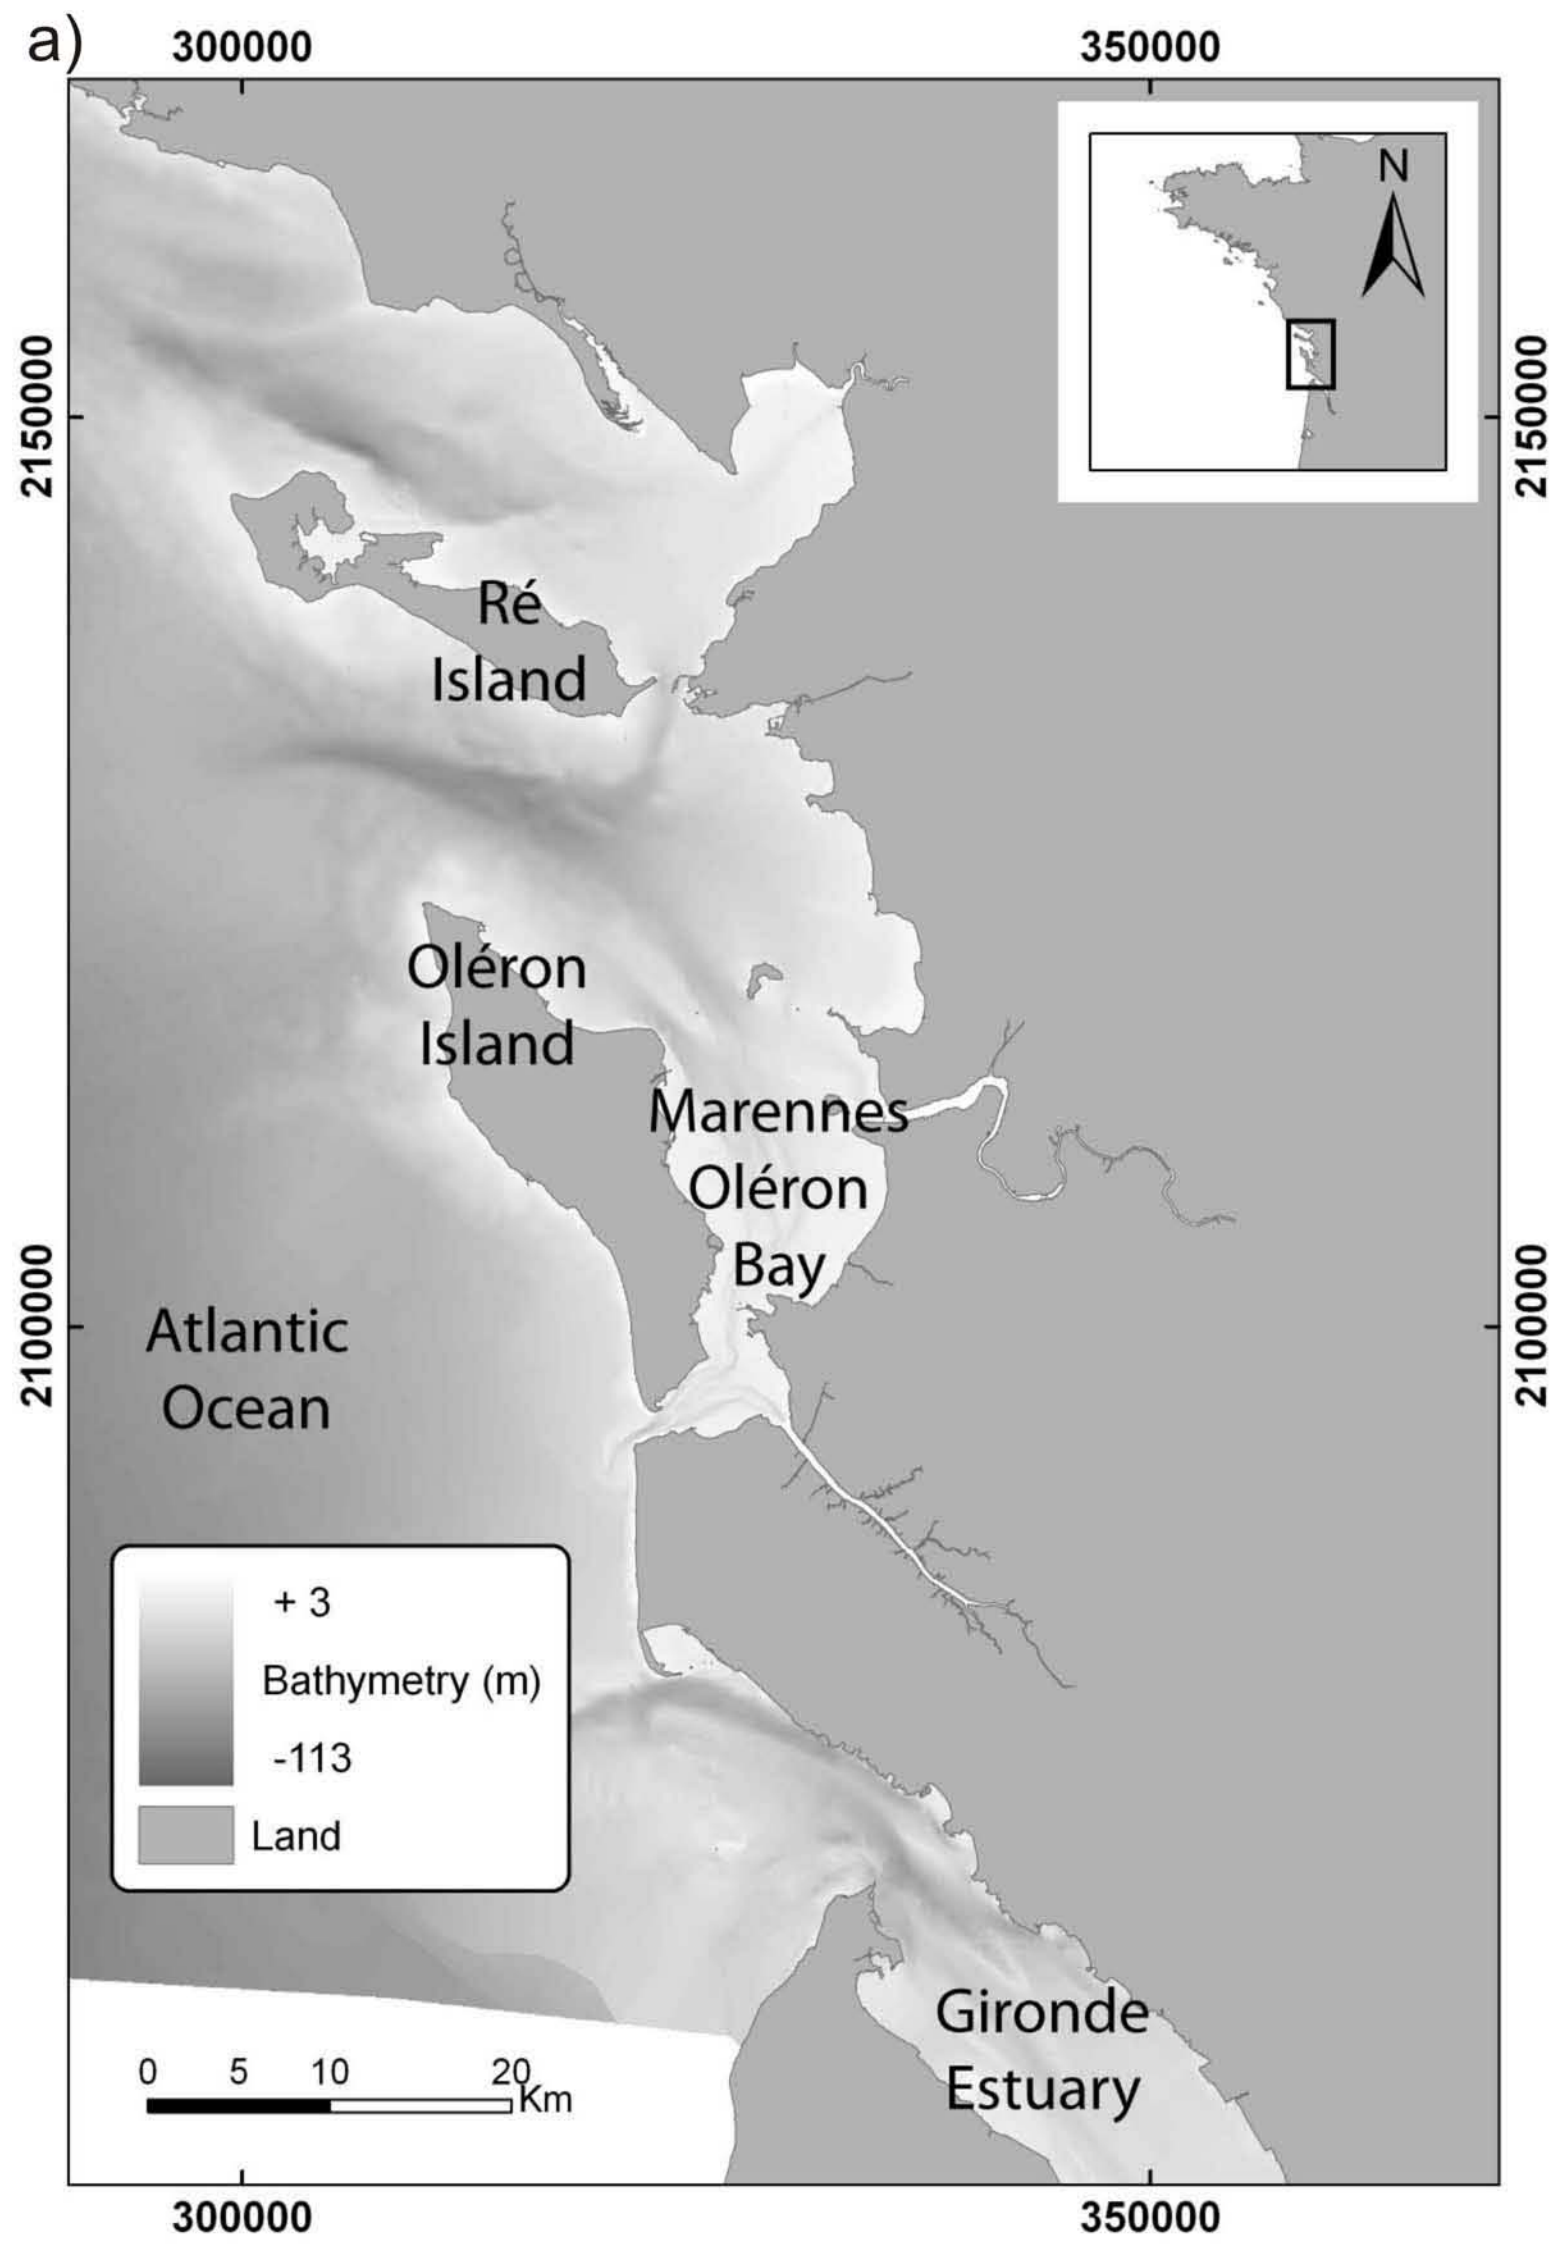 a)
300000 350000
N
2150000 2150000
Ré
Island
Oléron
Island
Marennes
Oléron
Bay
2100000 2100000
Atlantic
Ocean
+ 3
Bathymetry (m)
-113
Land
Gironde
Estuary
0 5 10 20
Km
300000 350000